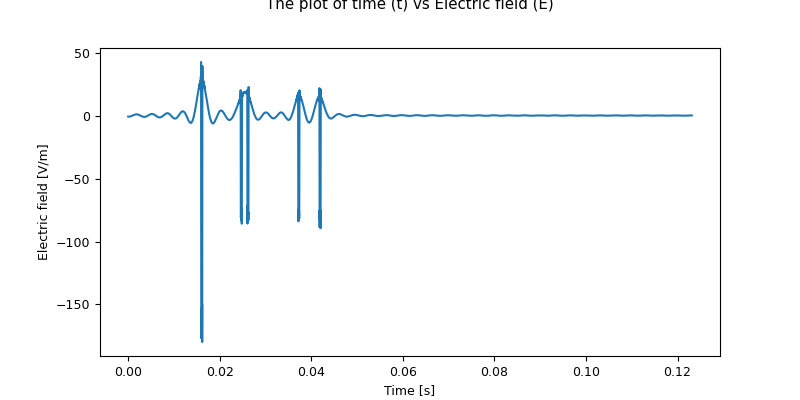 The plot of time (t) vs Electric field (E)
50
0
−50
−100
−150
Electric field [V/m]
0.00 0.02 0.04 0.06 0.08 0.10 0.12
Time [s]